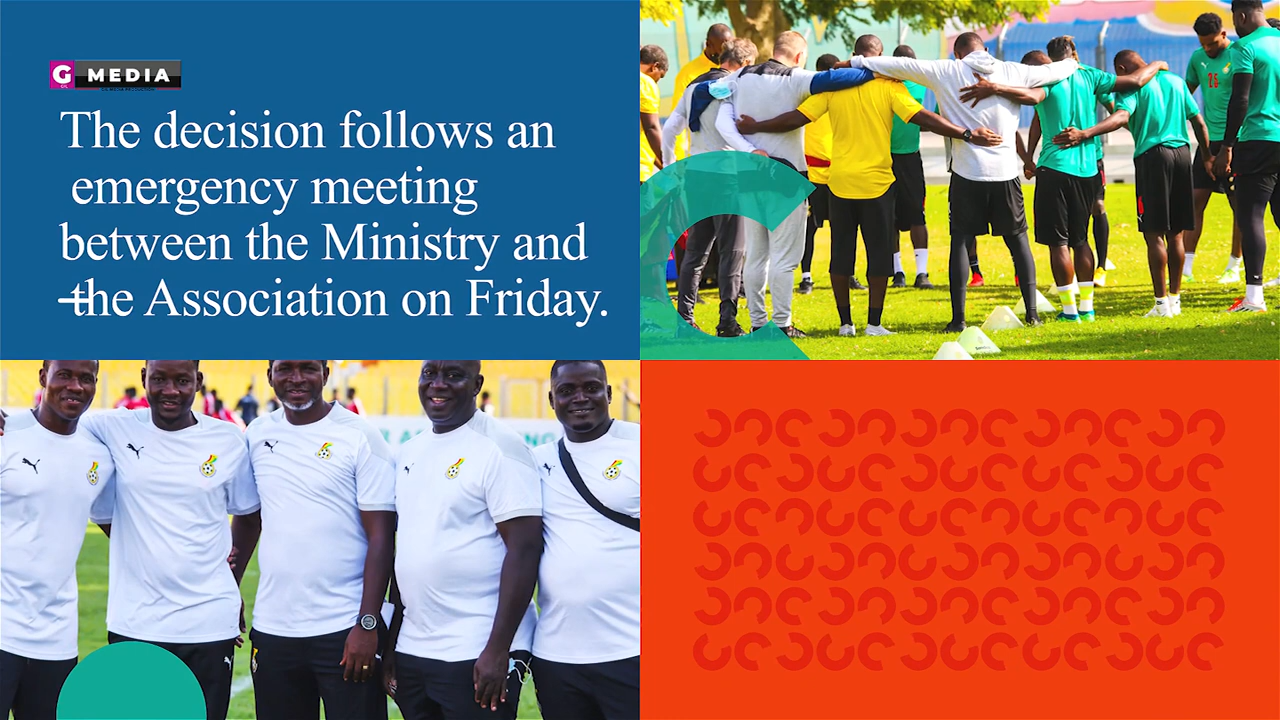 G MEDIA
The decision follows an
emergency meeting
between the Ministry and
the Association on Friday.